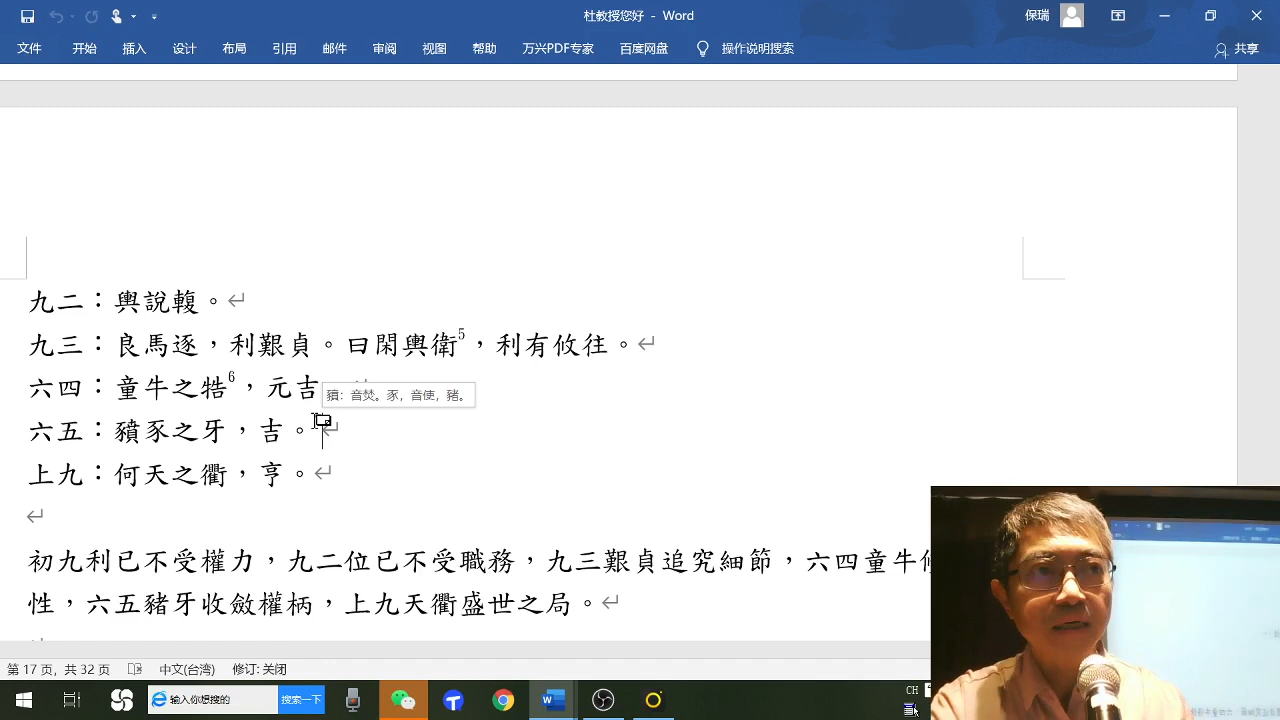 杜教授您好 - Word
保瑞
文件 开始 插入 设计 布局 引用 邮件 审阅 视图 帮助 万兴PDF专家 百度网盘 操作说明搜索 共享
九二：輿說輹。
九三：良馬逐，利艱貞。曰閑輿衛5，利有攸往。
六四：童牛之牿6，元吉
豶：音焚。豕，音使，豬。
六五：豶豕之牙，吉。
上九：何天之衢，亨。
初九利已不受權力，九二位已不受職務，九三艱貞追究細節，六四童牛
性，六五豬牙收斂權柄，上九天衢盛世之局。
第 17 页，共 32 页 中文(台湾) 修订: 关闭
输入你想搜的 搜索一下
CH